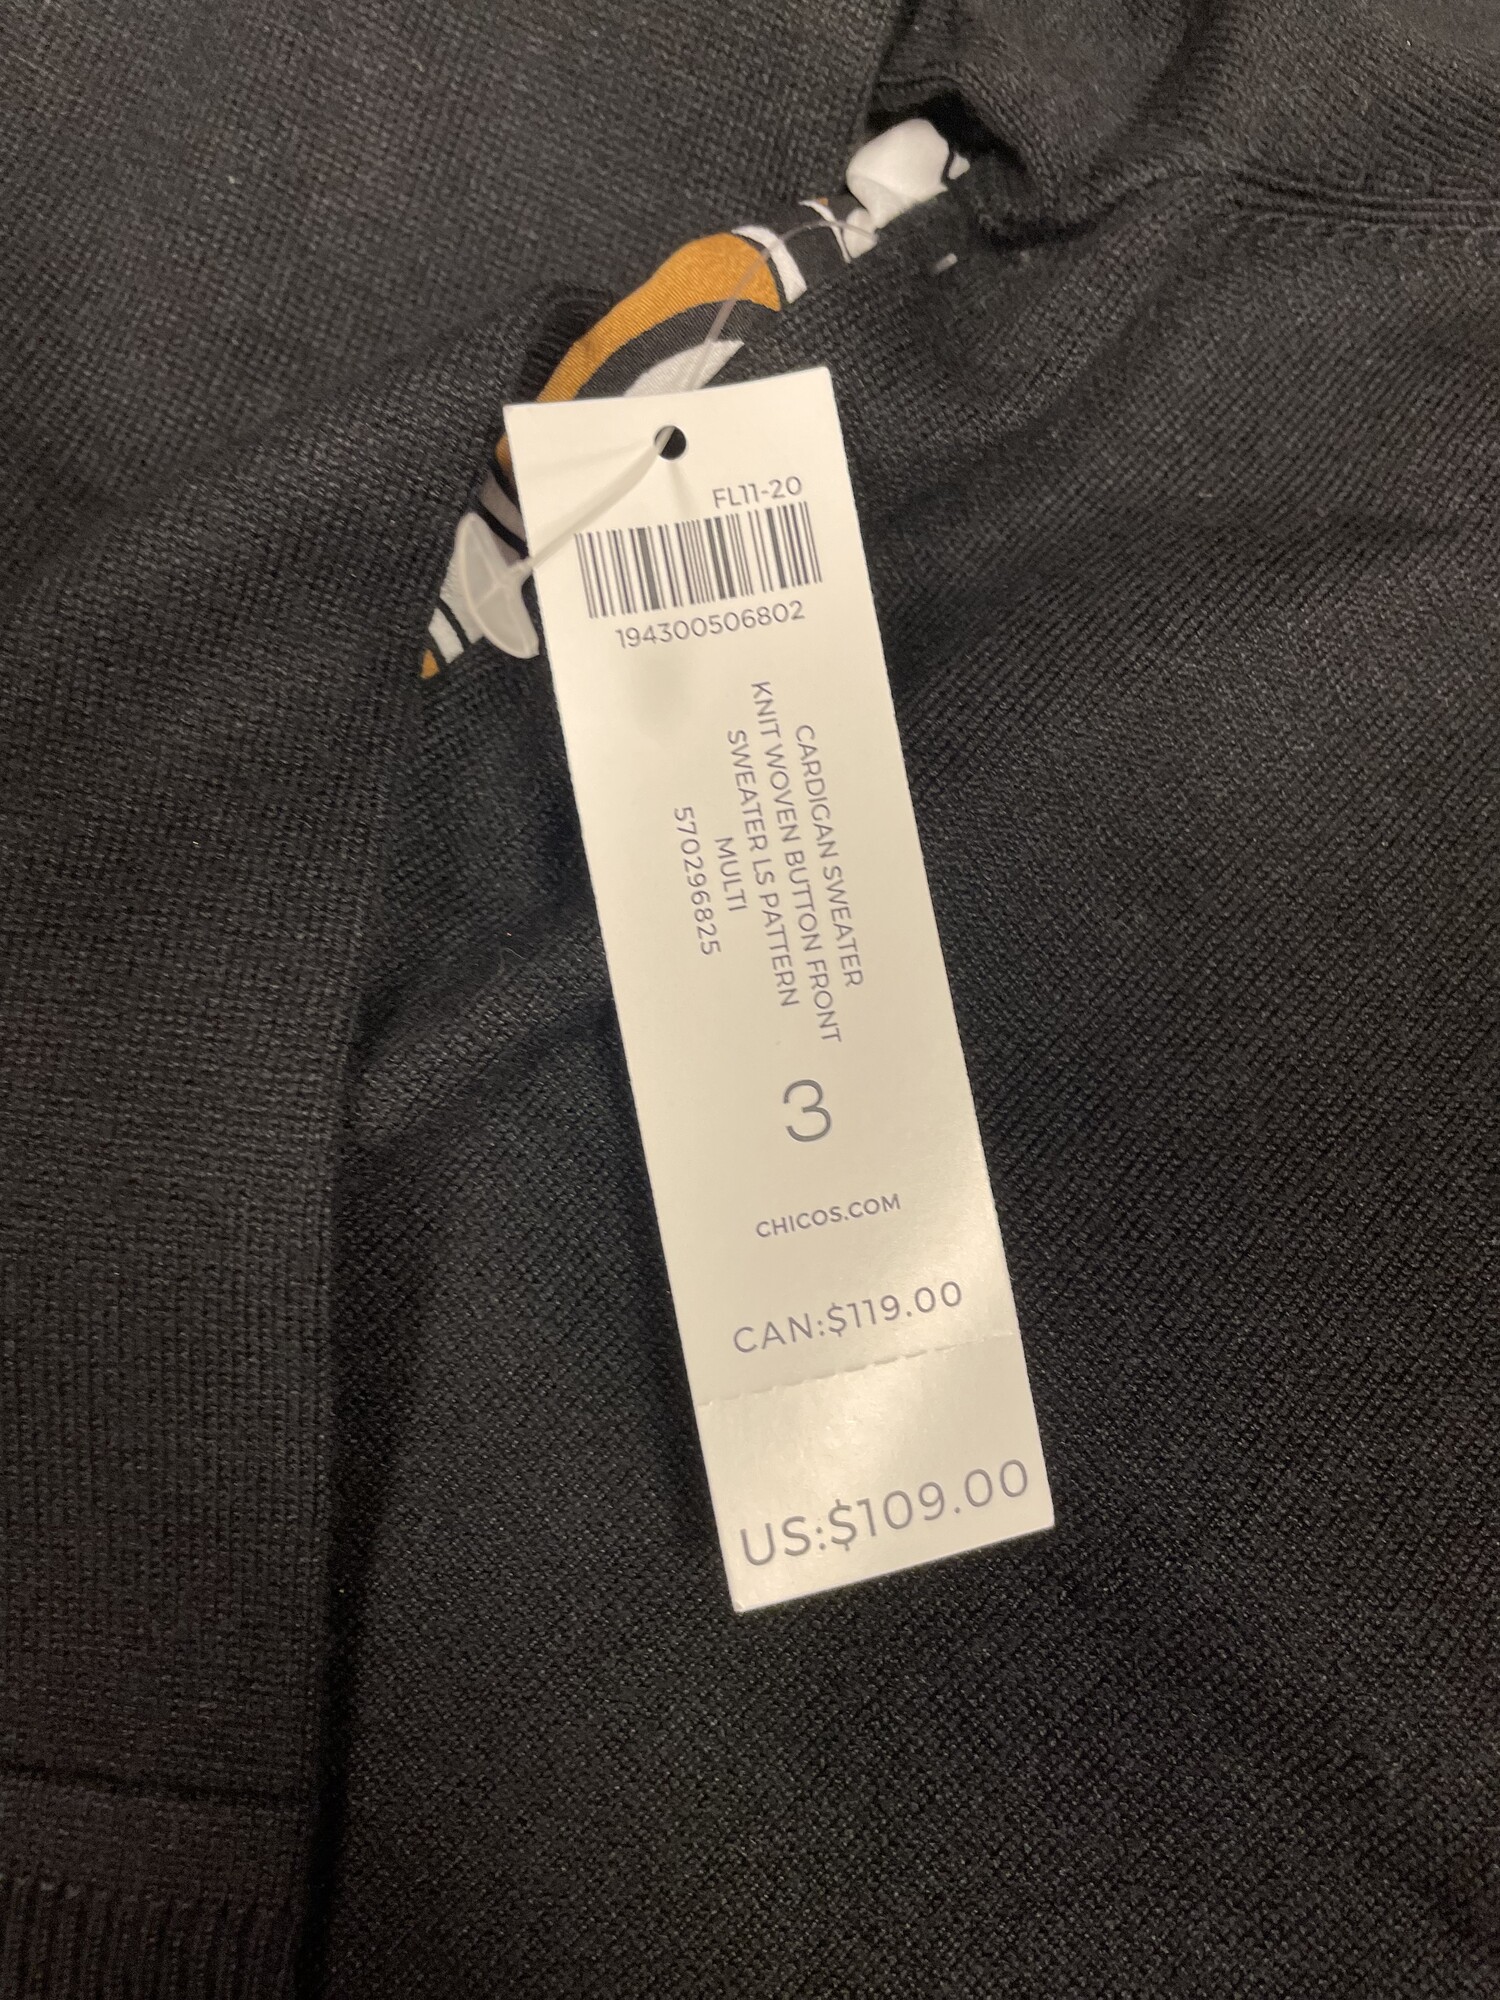 FL11-20
194300506802
CARDIGAN SWEATER
KNIT WOVEN BUTTON FRONT
SWEATER LS PATTERN
MULTI
570296825
3
CHICOS.COM
CAN:$119.00
US:$109.00